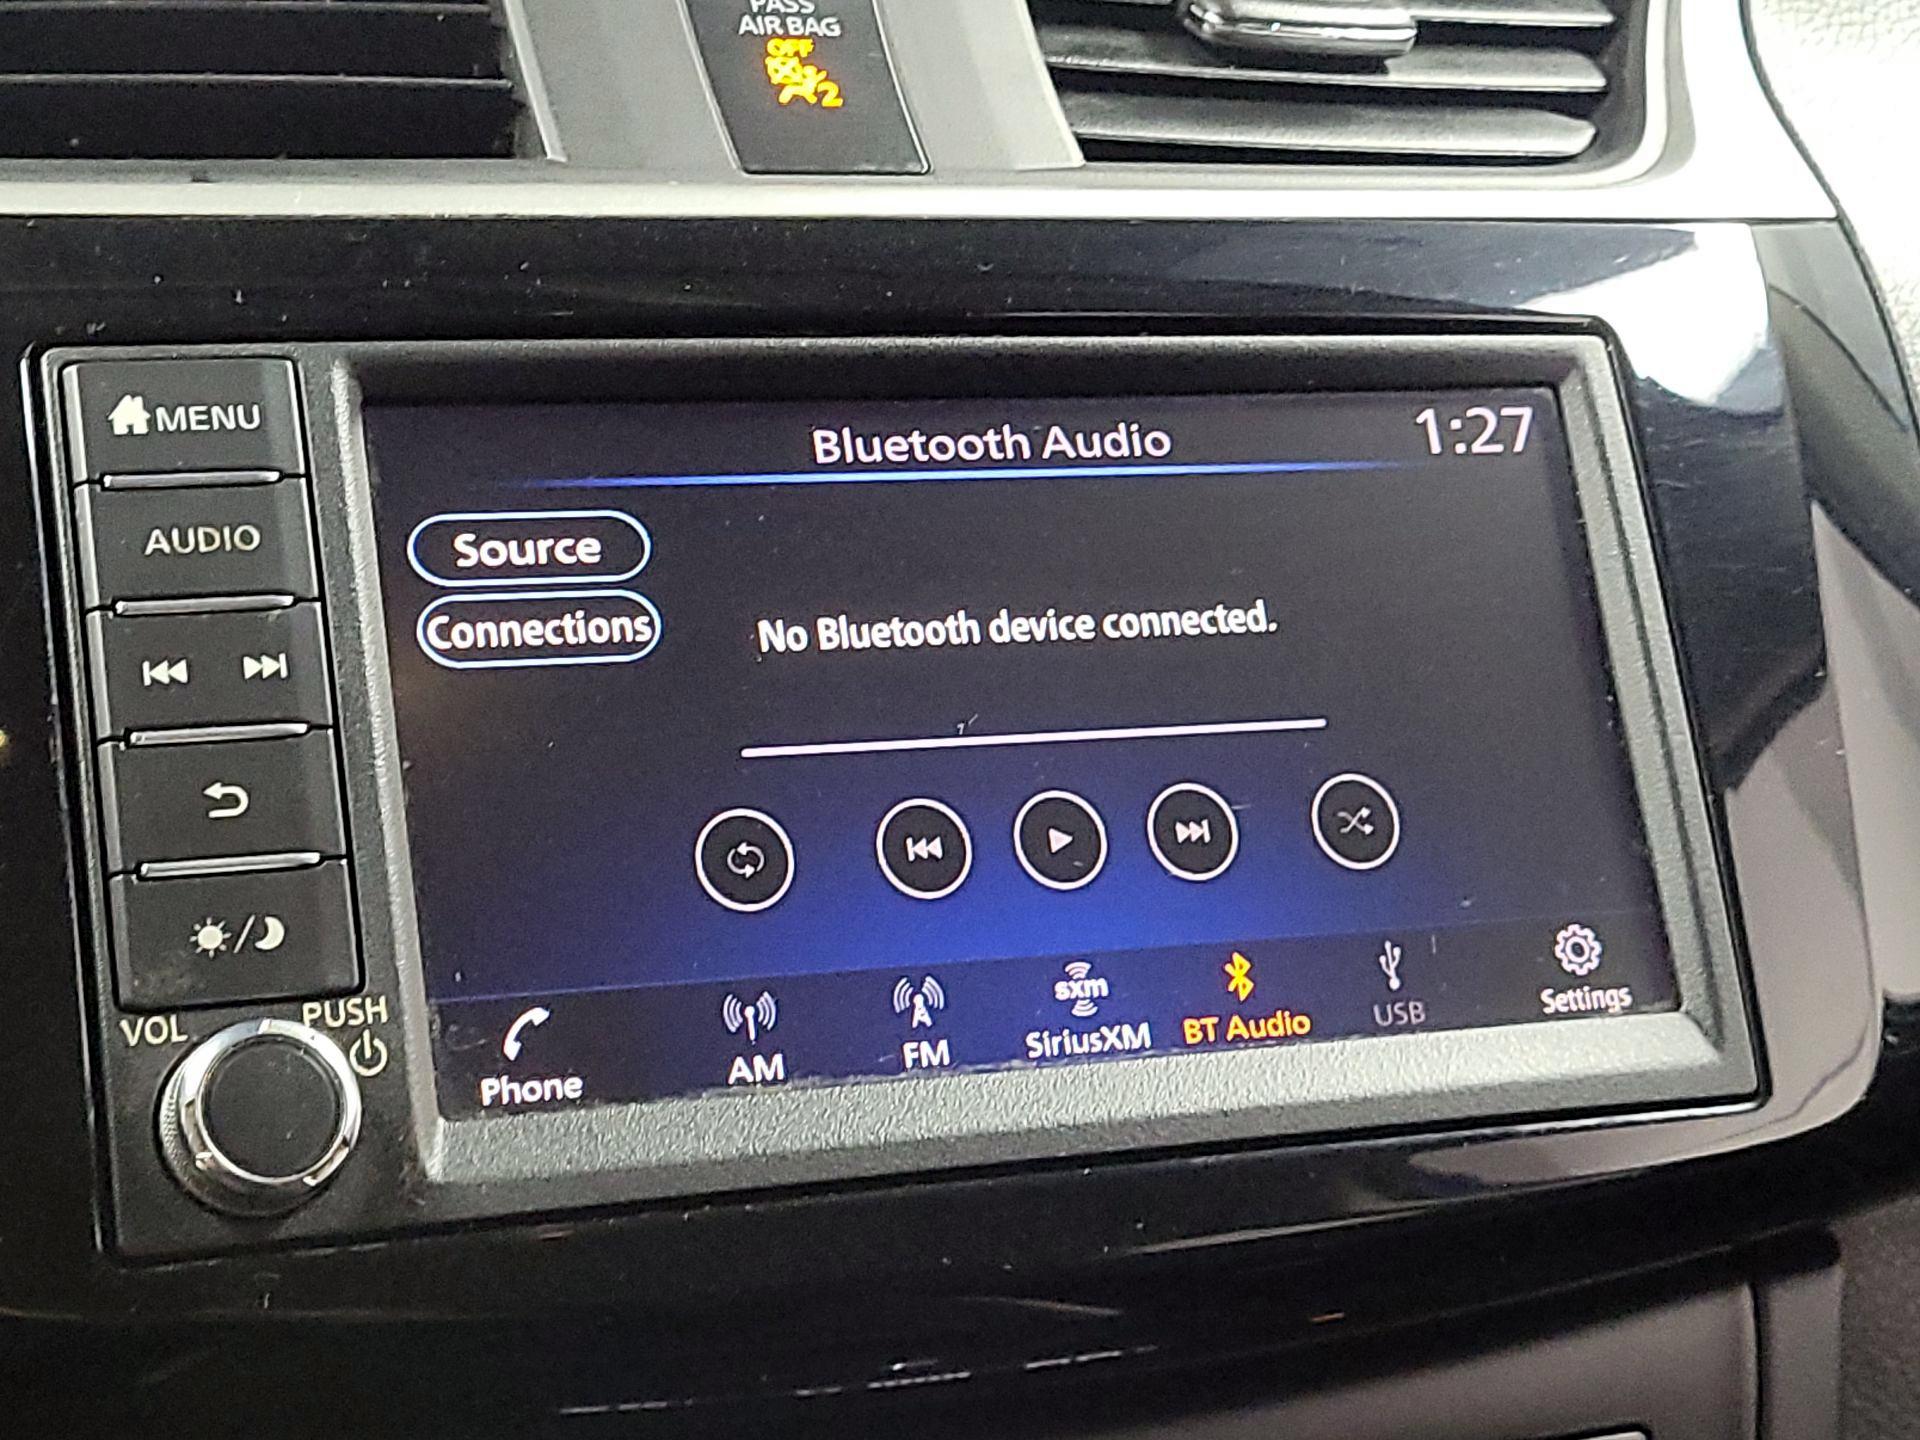 PASS
AIR BAG
OFF
2
MENU
AUDIO
VOL
PUSH
Bluetooth Audio
1:27
Source
Connections
No Bluetooth device connected.
Phone
AM
FM
sxm
SiriusXM
BT Audio
USB
Settings